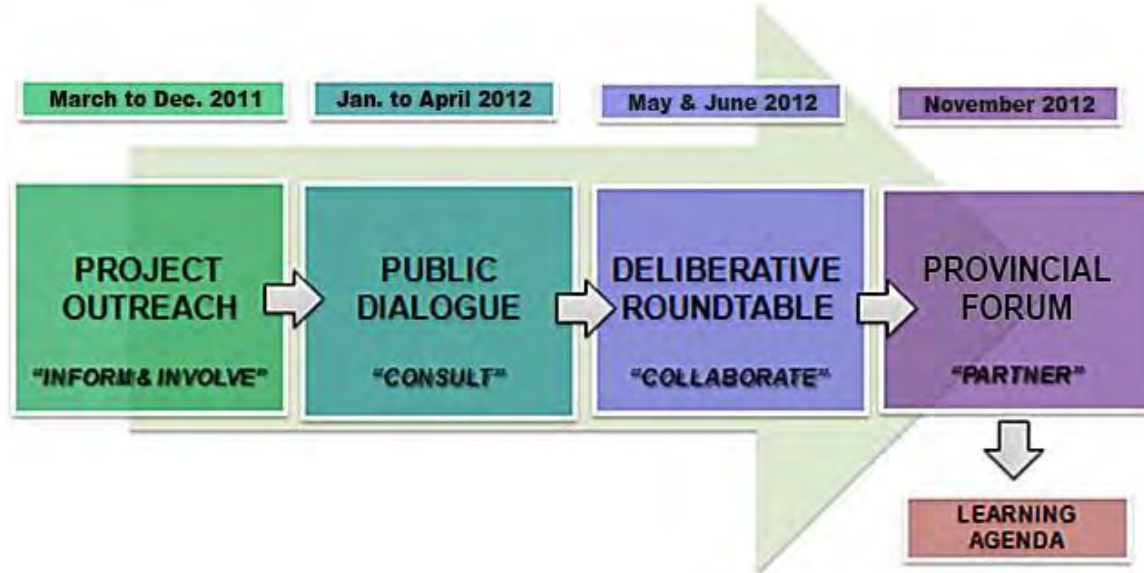 March to Dec. 2011
Jan. to April 2012
May & June 2012
November 2012
PROJECT
OUTREACH
"INFORM & INVOLVE"
PUBLIC
DIALOGUE
"CONSULT"
DELIBERATIVE
ROUNDTABLE
"COLLABORATE"
PROVINCIAL
FORUM
"PARTNER"
LEARNING
AGENDA